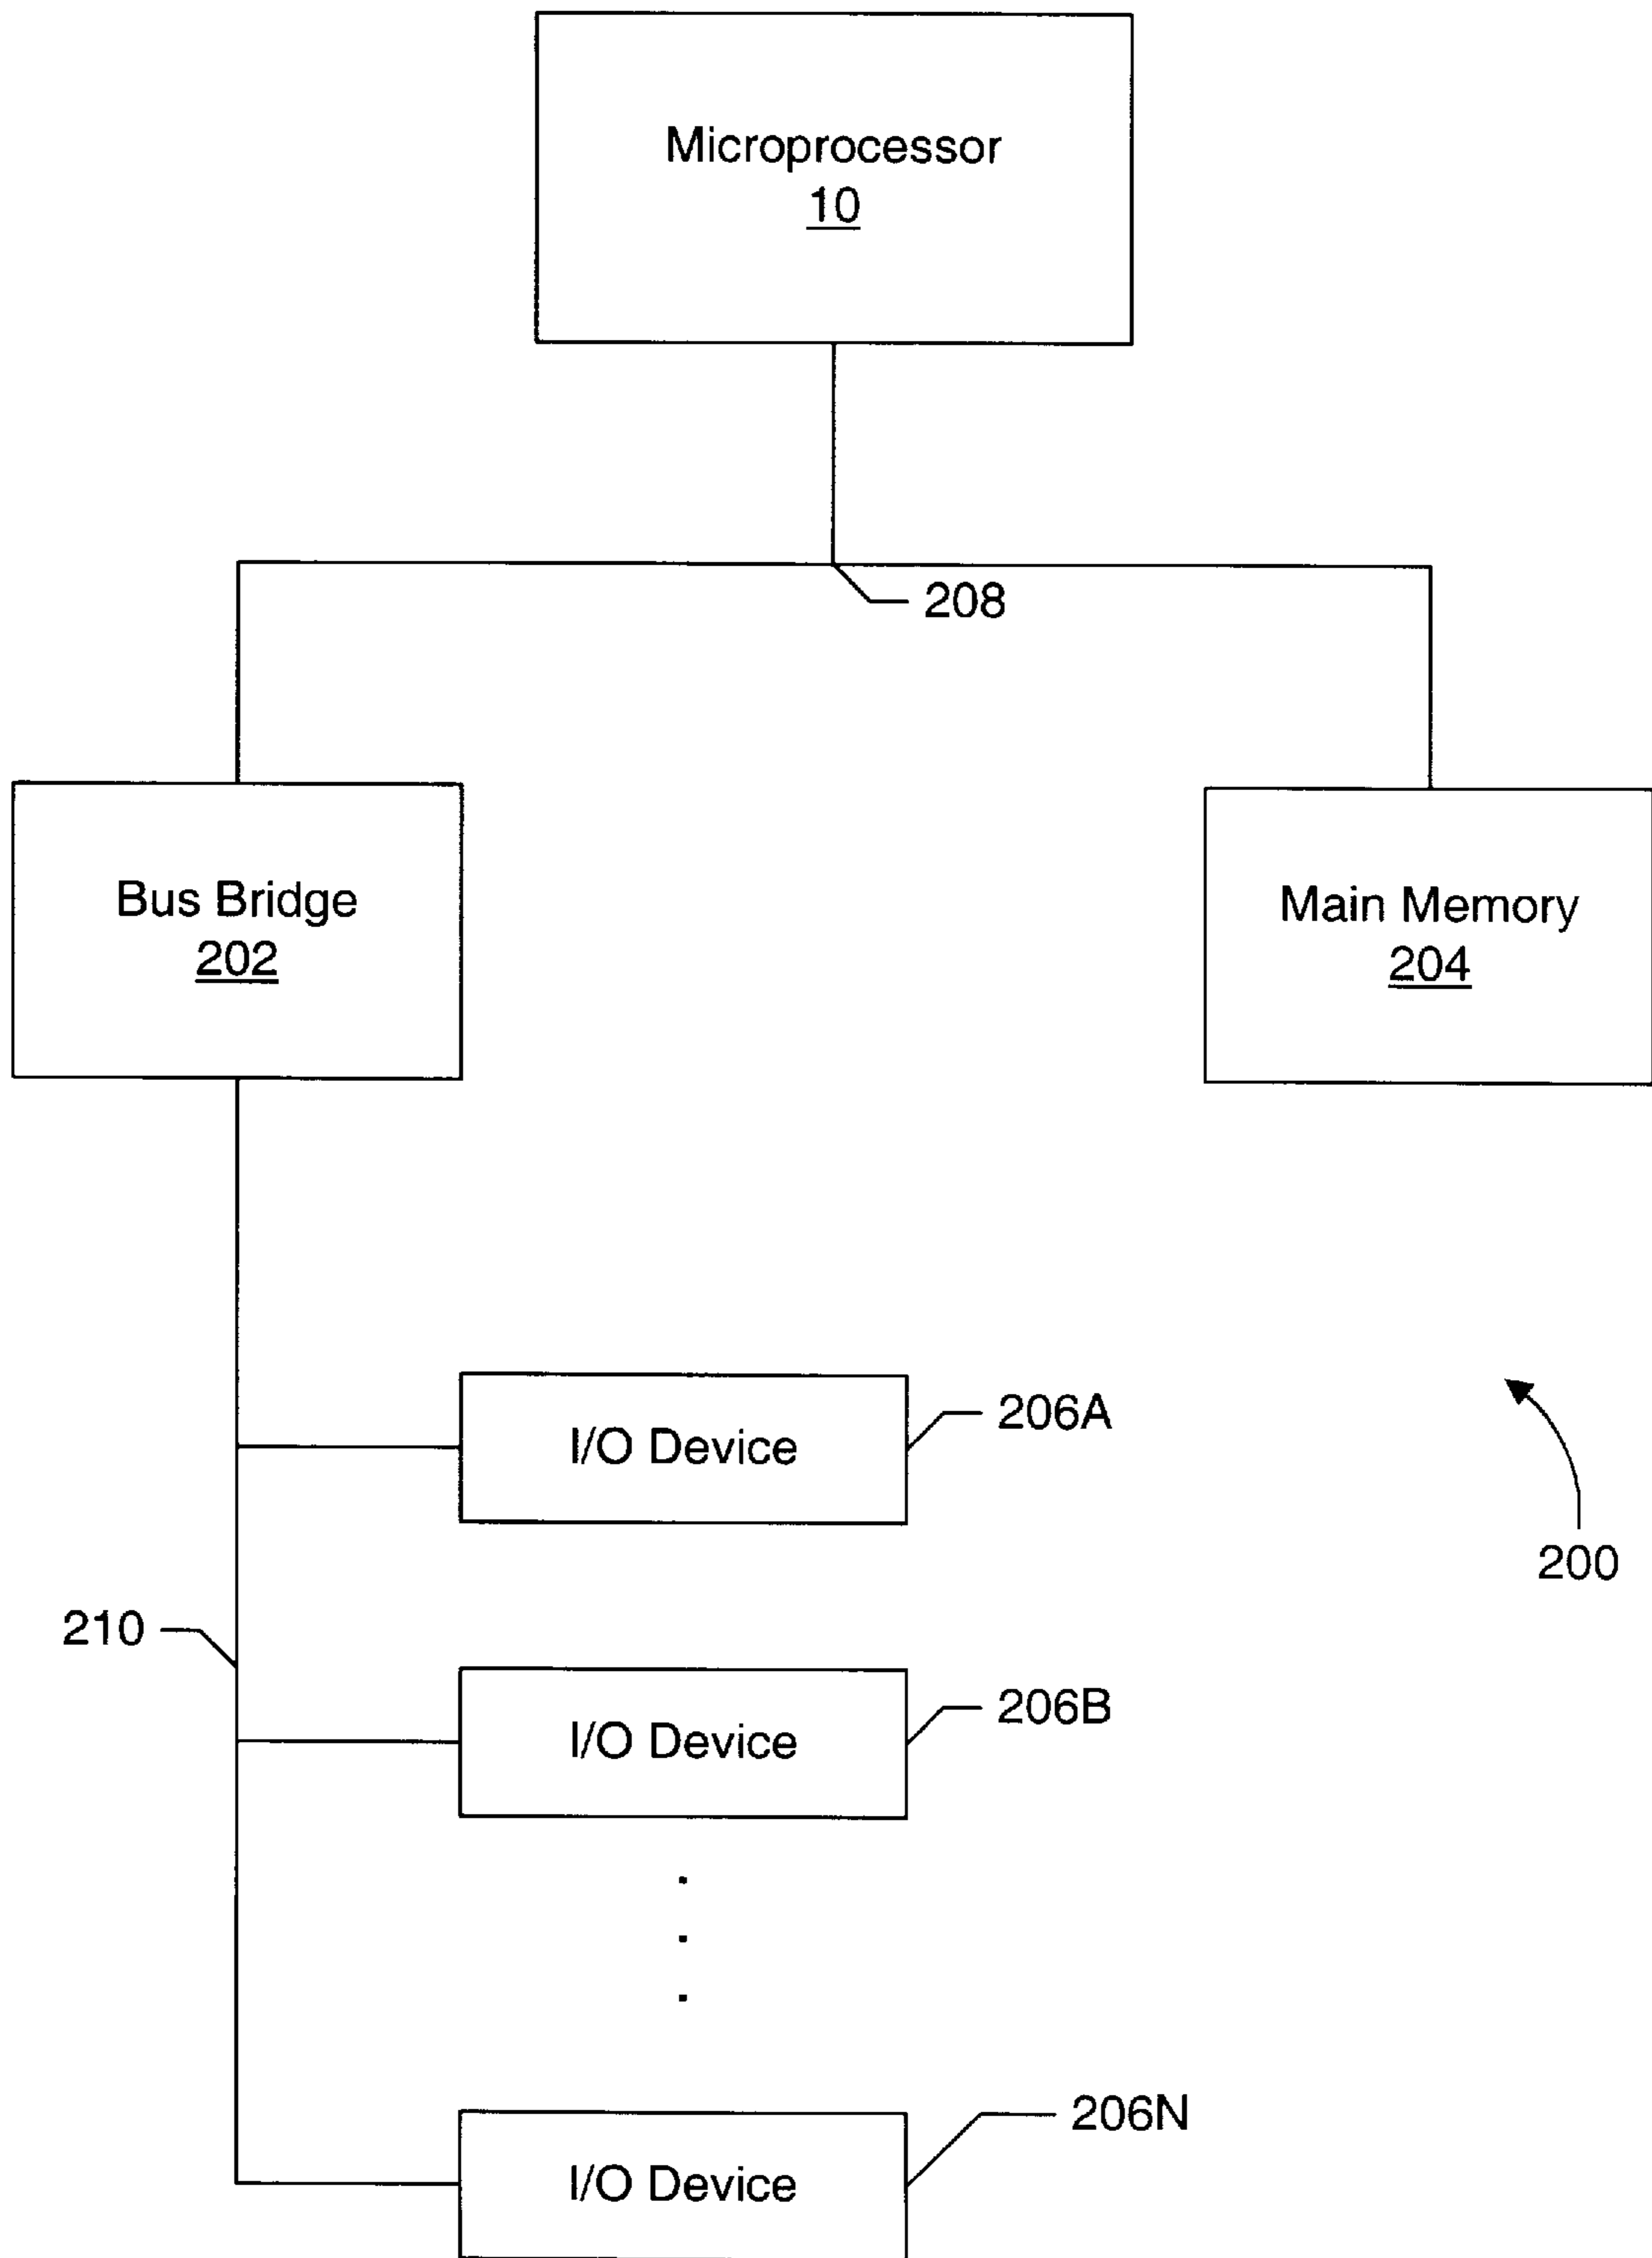 Microprocessor
10
208
Bus Bridge
202
Main Memory
204
I/O Device
206A
200
210
I/O Device
206B
I/O Device
206N